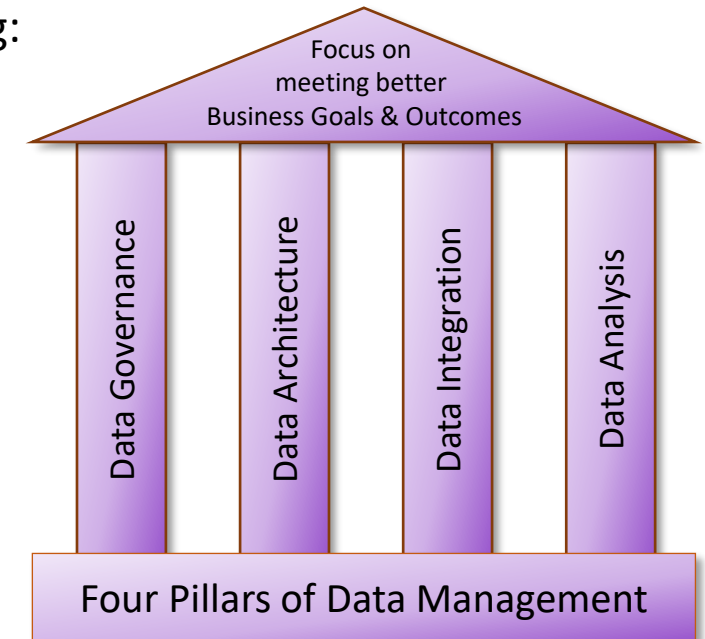 g:
Focus on
meeting better
Business Goals & Outcomes
Data Governance
Data Architecture
Data Integration
Data Analysis
Four Pillars of Data Management